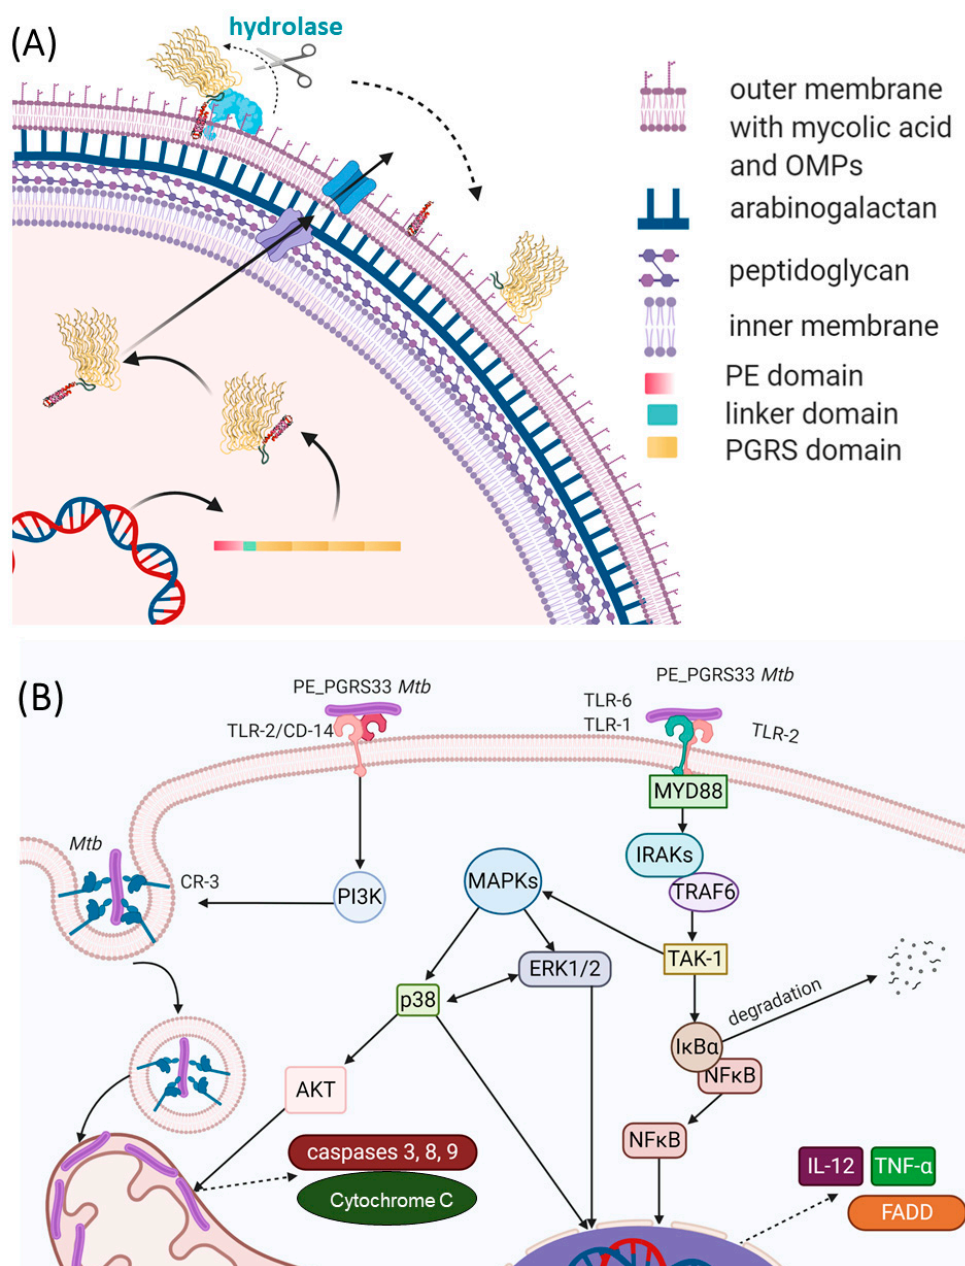 (A)
hydrolase
outer membrane
with mycolic acid
and OMPs
arabinogalactan
peptidoglycan
inner membrane
PE domain
linker domain
PGRS domain
(B)
PE_PGRS33 Mtb
TLR-2/CD-14
PE_PGRS33 Mtb
TLR-6
TLR-1
TLR-2
MYD88
Mtb
CR-3
PI3K
MAPKs
IRAKs
TRAF6
TAK-1
ERK1/2
p38
degradation
IκBα
NFκB
AKT
NFκB
caspases 3, 8, 9
Cytochrome C
IL-12
TNF-α
FADD